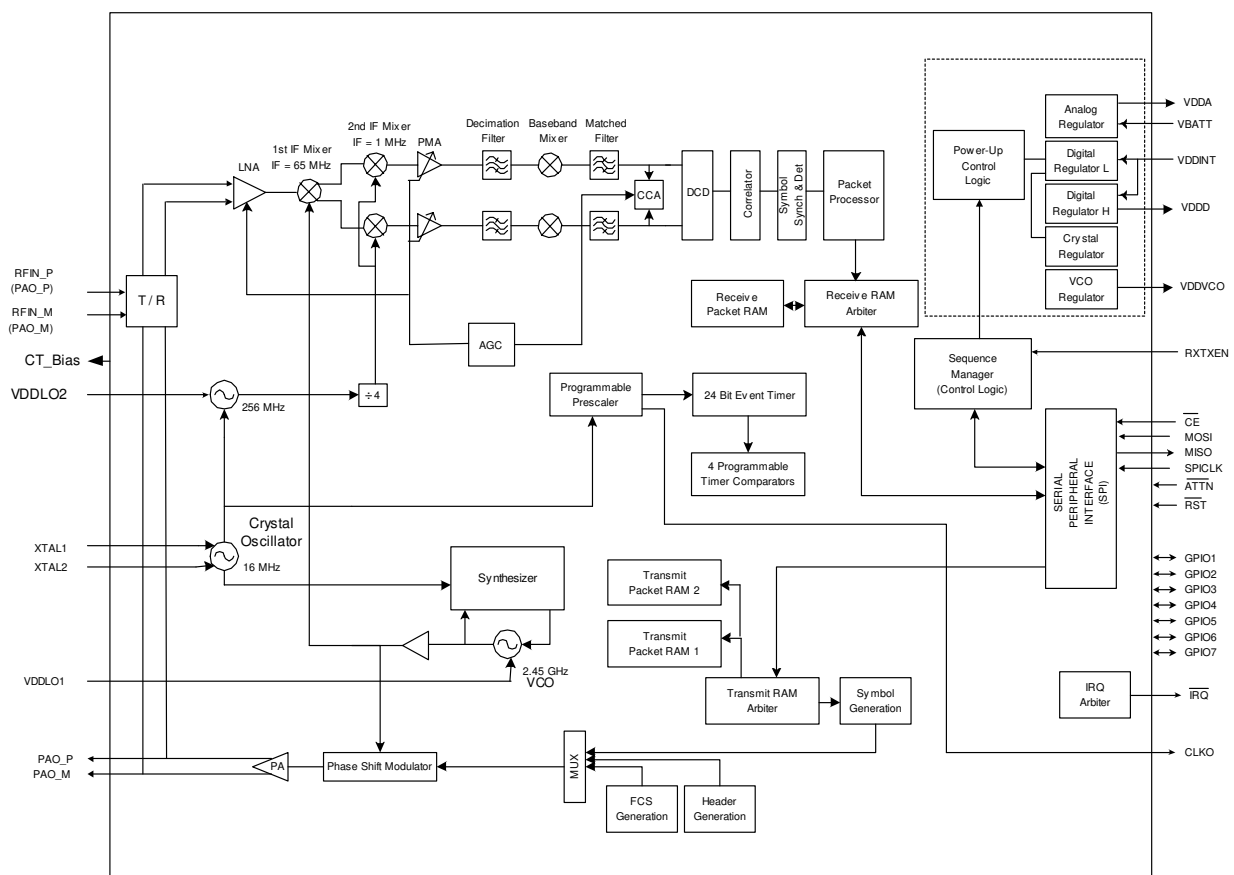 2nd IF Mixer
IF = 1 MHz
PMA
Decimation
Filter
Baseband
Mixer
Matched
Filter
1st IF Mixer
IF = 65 MHz
LNA
CCA
DCD
Correlator
Symbol
Synch & Det
Packet
Processor
Power-Up
Control
Logic
Analog
Regulator
Digital
Regulator L
Digital
Regulator H
Crystal
Regulator
VCO
Regulator
VDDA
VBATT
VDDINT
VDDD
VDDVCO
RFIN_P
(PAO_P)
RFIN_M
(PAO_M)
T / R
CT_Bias
AGC
Receive
Packet RAM
Receive RAM
Arbiter
Sequence
Manager
(Control Logic)
RXTXEN
VDDLO2
256 MHz
÷4
Programmable
Prescaler
24 Bit Event Timer
4 Programmable
Timer Comparators
SERIAL
PERIPHERAL
INTERFACE
(SPI)
CE
MOSI
MISO
SPICLK
ATTN
RST
XTAL1
XTAL2
Crystal
Oscillator
16 MHz
Synthesizer
2.45 GHz
VCO
VDDLO1
Transmit
Packet RAM 2
Transmit
Packet RAM 1
Transmit RAM
Arbiter
Symbol
Generation
GPIO1
GPIO2
GPIO3
GPIO4
GPIO5
GPIO6
GPIO7
IRQ
Arbiter
IRQ
PAO_P
PAO_M
PA
Phase Shift Modulator
MUX
FCS
Generation
Header
Generation
CLKO